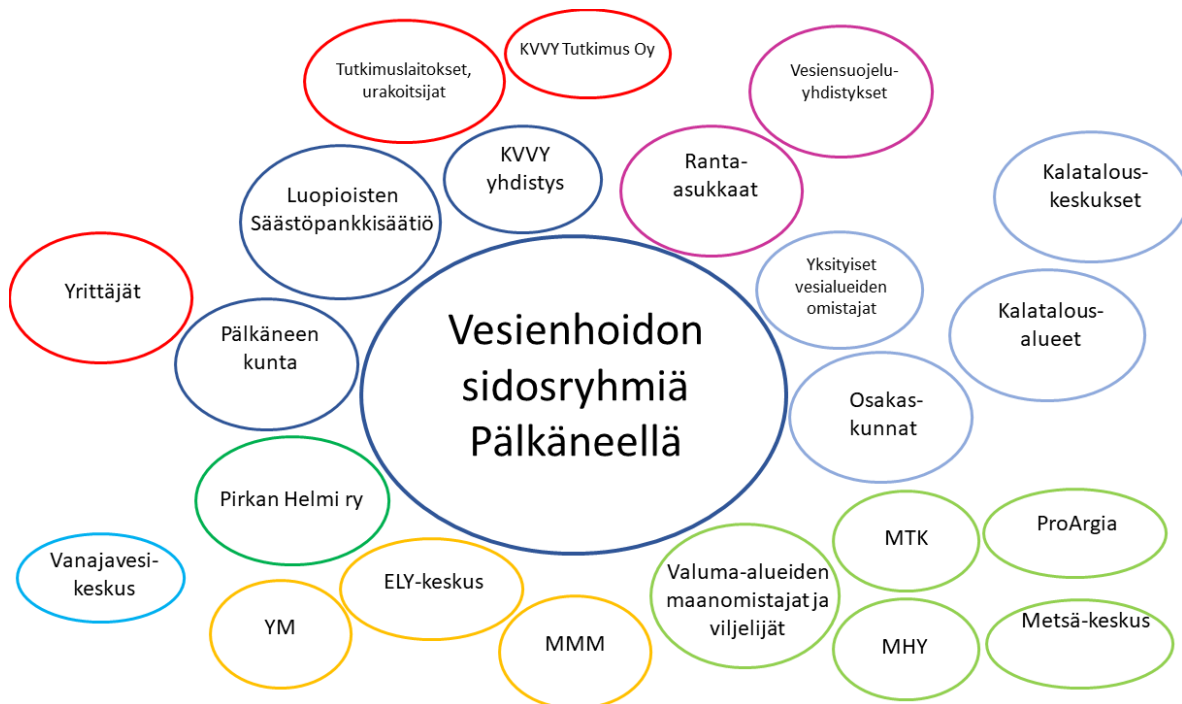 KVVY Tutkimus Oy
Tutkimuslaitokset,
urakoitsijat
Vesiensuojelu-
yhdistykset
KVVY
yhdistys
Ranta-
asukkaat
Kalatalous-
keskukset
Luopioisten
Säästöpankkisäätiö
Yksityiset
vesialueiden
omistajat
Yrittäjät
Kalatalous-
alueet
Pälkäneen
kunta
Vesienhoidon
sidosryhmiä
Pälkäneellä
Osakas-
kunnat
Pirkan Helmi ry
MTK
ProArgia
Vanajavesi-
keskus
ELY-keskus
Valuma-alueiden
maanomistajat ja
viljelijät
YM
MMM
MHY
Metsä-keskus